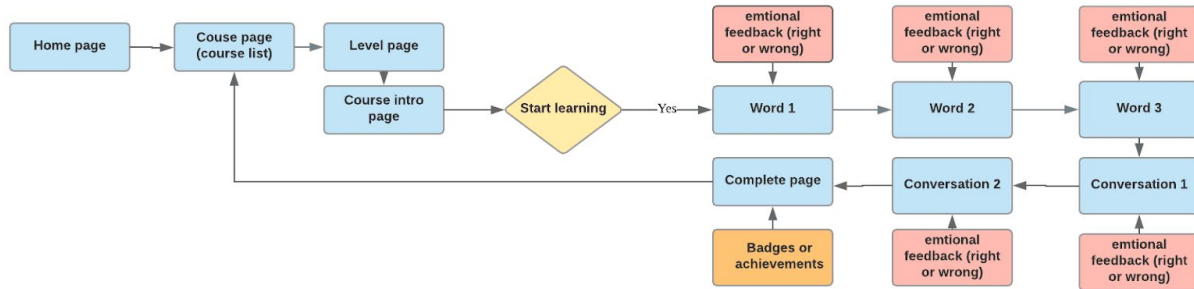 emtional
feedback (right
or wrong)
emtional
feedback (right
or wrong)
emtional
feedback (right
or wrong)
Home page
Couse page
(course list)
Level page
Course intro
page
Start learning
Yes
Word 1
Word 2
Word 3
Complete page
Conversation 2
Conversation 1
Badges or
achievements
emtional
feedback (right
or wrong)
emtional
feedback (right
or wrong)